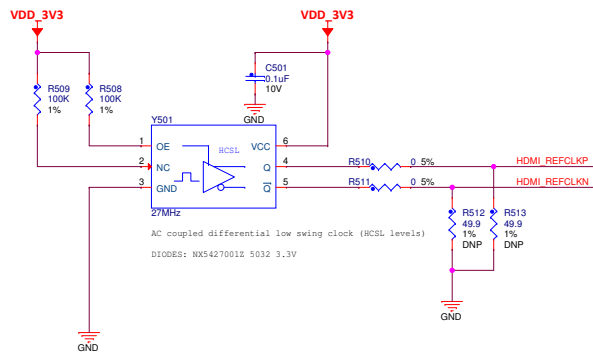 VDD_3V3
VDD_3V3
R509
100K
1%
R508
100K
1%
C501
0.1uF
10V
GND
Y501
1 OE
HCSL
VCC 6
2 NC
Q 4
R510 0 5%
HDMI_REFCLKP
3 GND
Q 5
R511 0 5%
HDMI_REFCLKN
27MHz
R512
49.9
1%
DNP
R513
49.9
1%
DNP
AC coupled differential low swing clock (HCSL levels)
DIODES: NX5427001Z 5032 3.3V
GND
GND